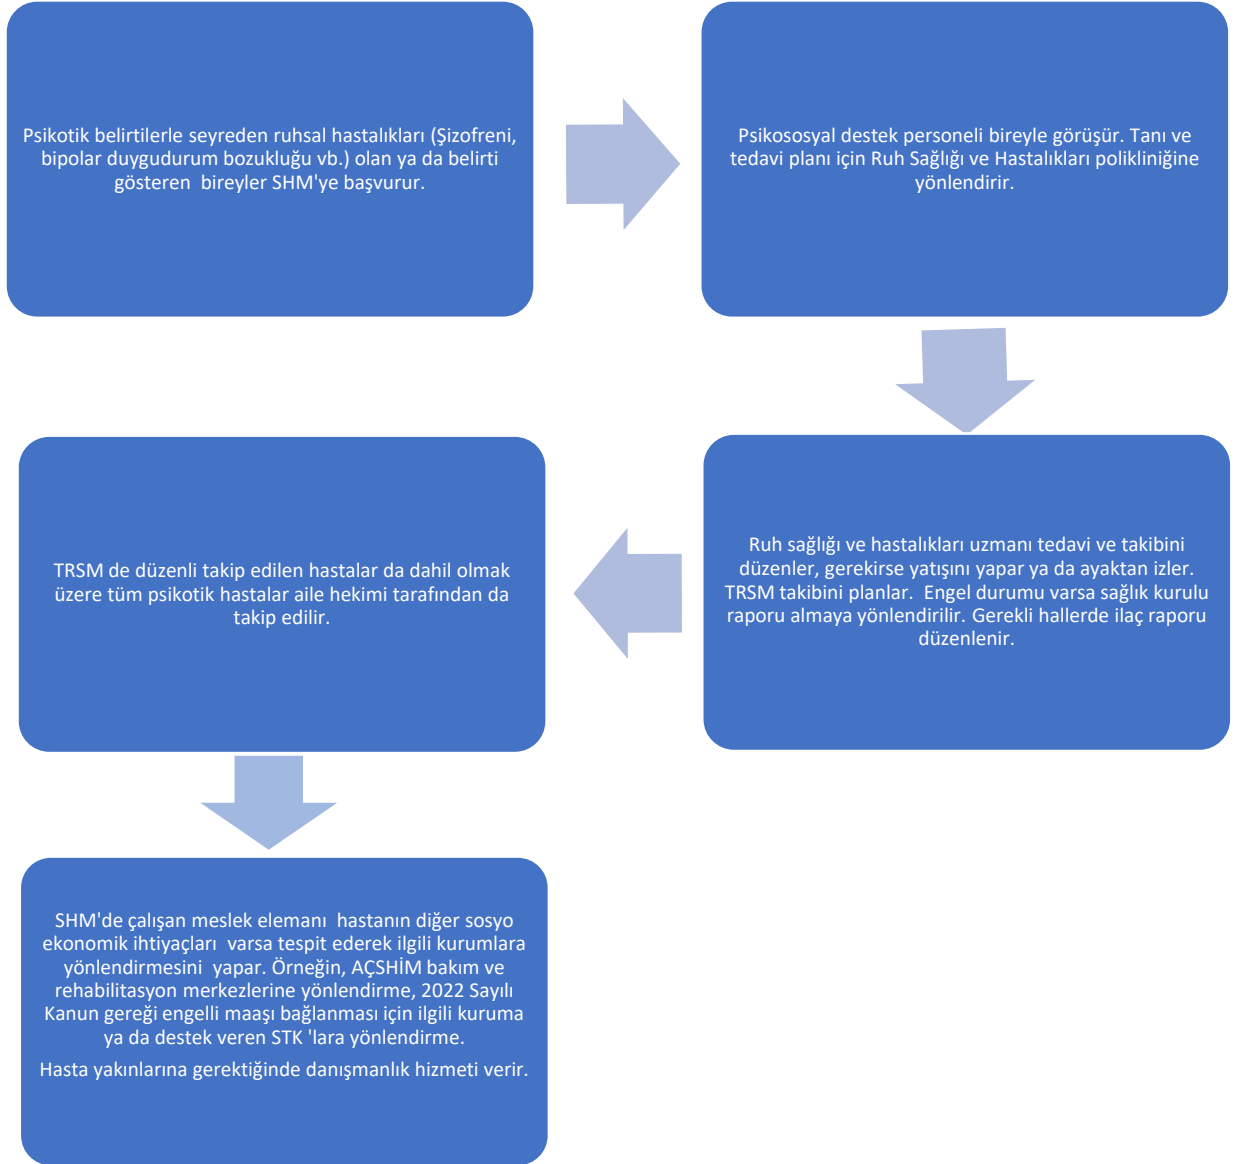 Psikotik belirtilerle seyreden ruhsal hastalıkları (Şizofreni,
bipolar duygudurum bozukluğu vb.) olan ya da belirti
gösteren  bireyler SHM'ye başvurur.
Psikososyal destek personeli bireyle görüşür. Tanı ve
tedavi planı için Ruh Sağlığı ve Hastalıkları polikliniğine
yönlendirir.
Ruh sağlığı ve hastalıkları uzmanı tedavi ve takibini
düzenler, gerekirse yatışını yapar ya da ayaktan izler.
TRSM takibini planlar.  Engel durumu varsa sağlık kurulu
raporu almaya yönlendirilir. Gerekli hallerde ilaç raporu
düzenlenir.
TRSM de düzenli takip edilen hastalar da dahil olmak
üzere tüm psikotik hastalar aile hekimi tarafından da
takip edilir.
SHM'de çalışan meslek elemanı  hastanın diğer sosyo
ekonomik ihtiyaçları  varsa tespit ederek ilgili kurumlara
yönlendirmesini  yapar. Örneğin, AÇSHİM bakım ve
rehabilitasyon merkezlerine yönlendirme, 2022 Sayılı
Kanun gereği engelli maaşı bağlanması için ilgili kuruma
ya da destek veren STK 'lara yönlendirme.
Hasta yakınlarına gerektiğinde danışmanlık hizmeti verir.